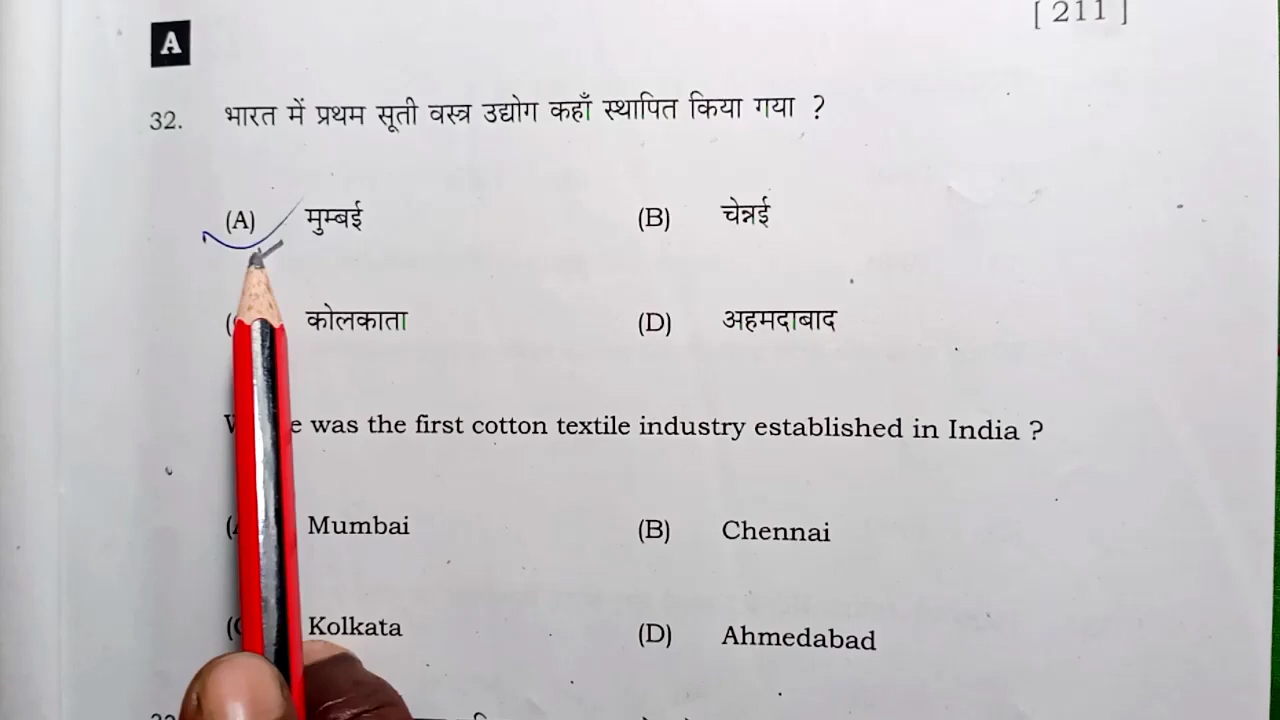 [ 211 ]
A
32. भारत में प्रथम सूती वस्त्र उद्योग कहाँ स्थापित किया गया ?
(A) मुम्बई (B) चेन्नई
कोलकाता (D) अहमदाबाद
was the first cotton textile industry established in India ?
Mumbai (B) Chennai
Kolkata (D) Ahmedabad